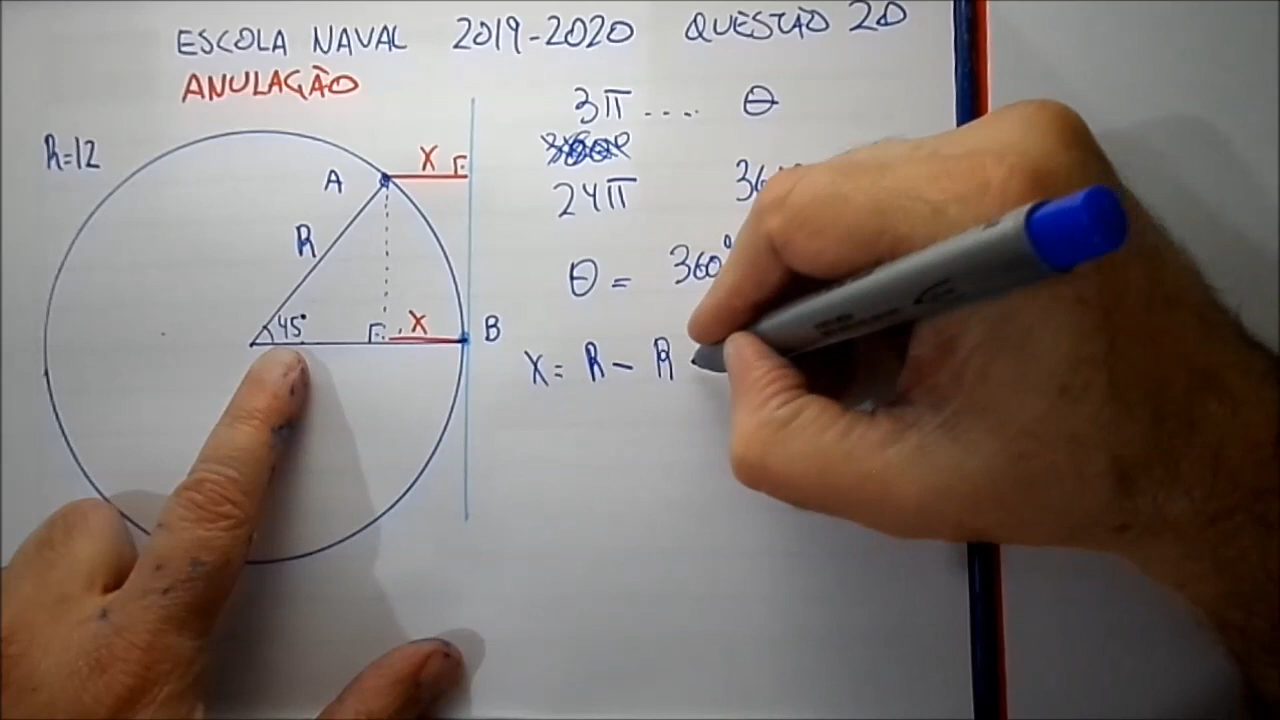 ESCOLA NAVAL 2019-2020 QUESTÃO 20
ANULAÇÃO
R=12
A
X F
R
45°
F X
B
3π .... θ
24π
θ = 360°
X = R - R